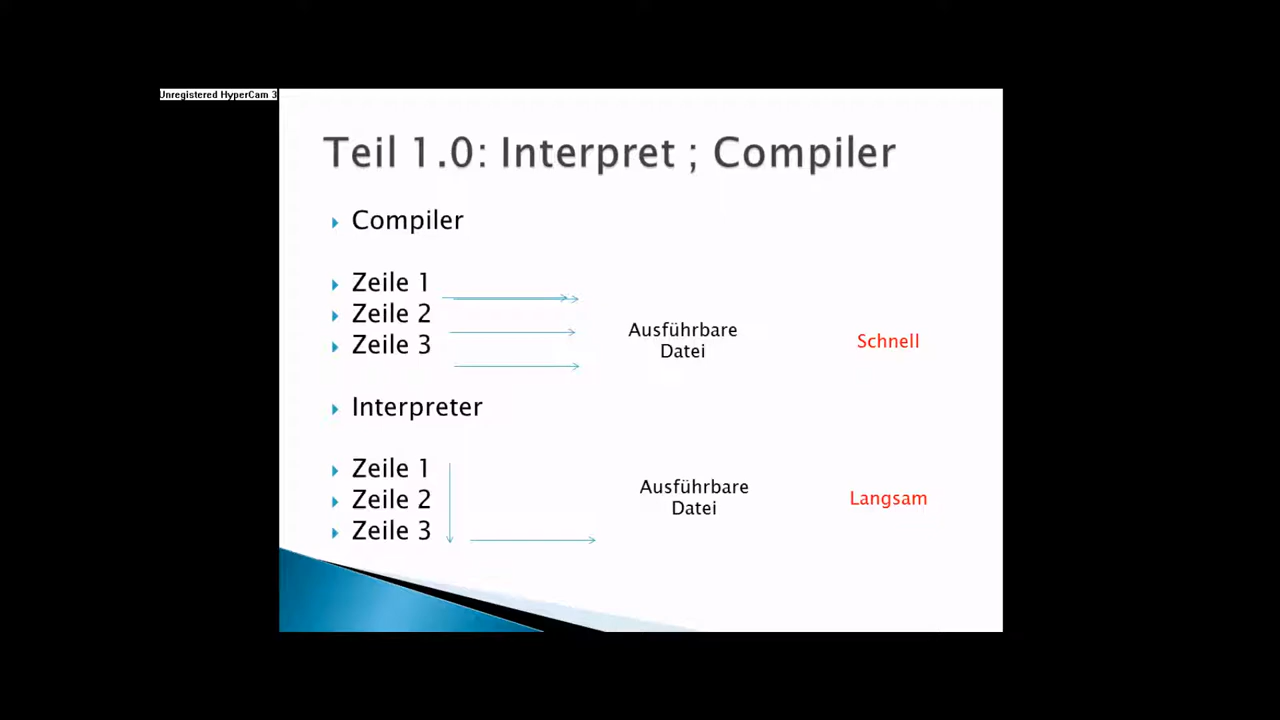 Unregistered HyperCam 3
Teil 1.0: Interpret ; Compiler
Compiler
Zeile 1
Zeile 2
Zeile 3
Ausführbare
Datei
Schnell
Interpreter
Zeile 1
Zeile 2
Zeile 3
Ausführbare
Datei
Langsam